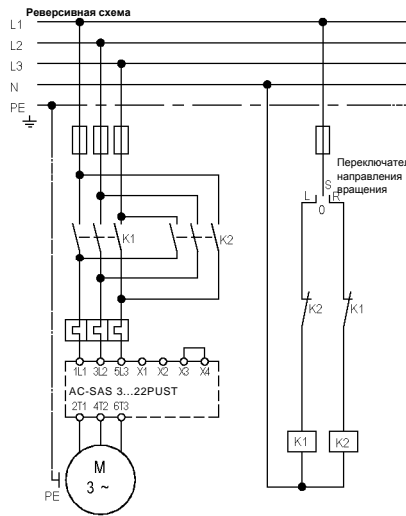 Реверсивная схема
L1
L2
L3
N
PE
Переключател
направления
вращения
L S R
0
K1 K2
K2 K1
1L1 3L2 5L3 X1 X2 X3 X4
AC-SAS 3...22PUST
2T1 4T2 6T3
K1 K2
M
3 ~
PE